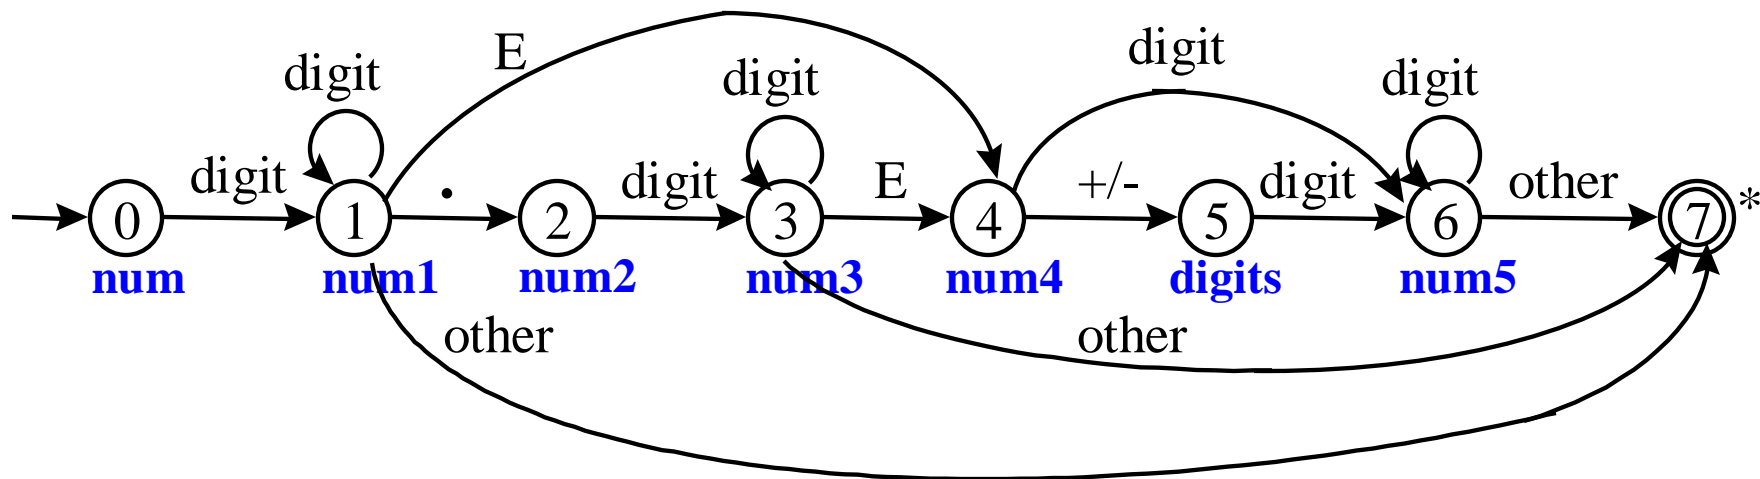 E
digit
digit
digit
digit
digit
.
digit
E
+/-
digit
other
*
0
1
2
3
4
5
6
7
num
num1
num2
num3
num4
digits
num5
other
other